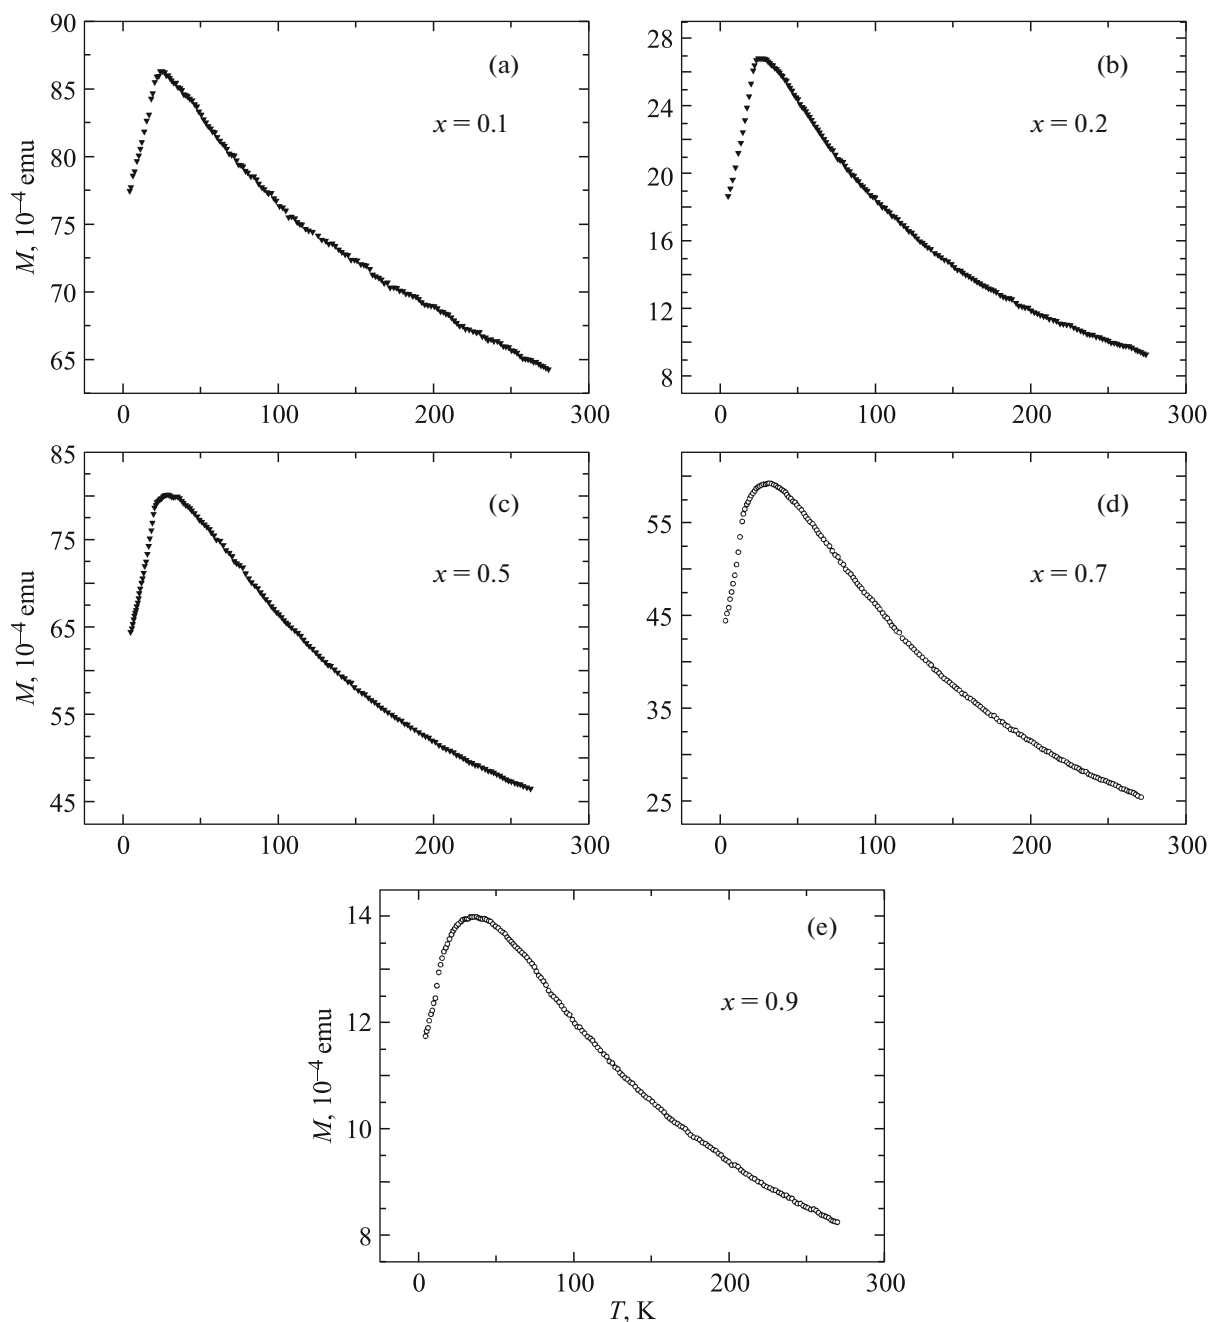 90
85
80
75
70
65
M, 10⁻⁴ emu
(a)
x = 0.1
0 100 200 300
28
24
20
16
12
8
(b)
x = 0.2
0 100 200 300
85
75
65
55
45
M, 10⁻⁴ emu
(c)
x = 0.5
0 100 200 300
55
45
35
25
(d)
x = 0.7
0 100 200 300
14
12
10
8
M, 10⁻⁴ emu
(e)
x = 0.9
0 100 200 300
T, K